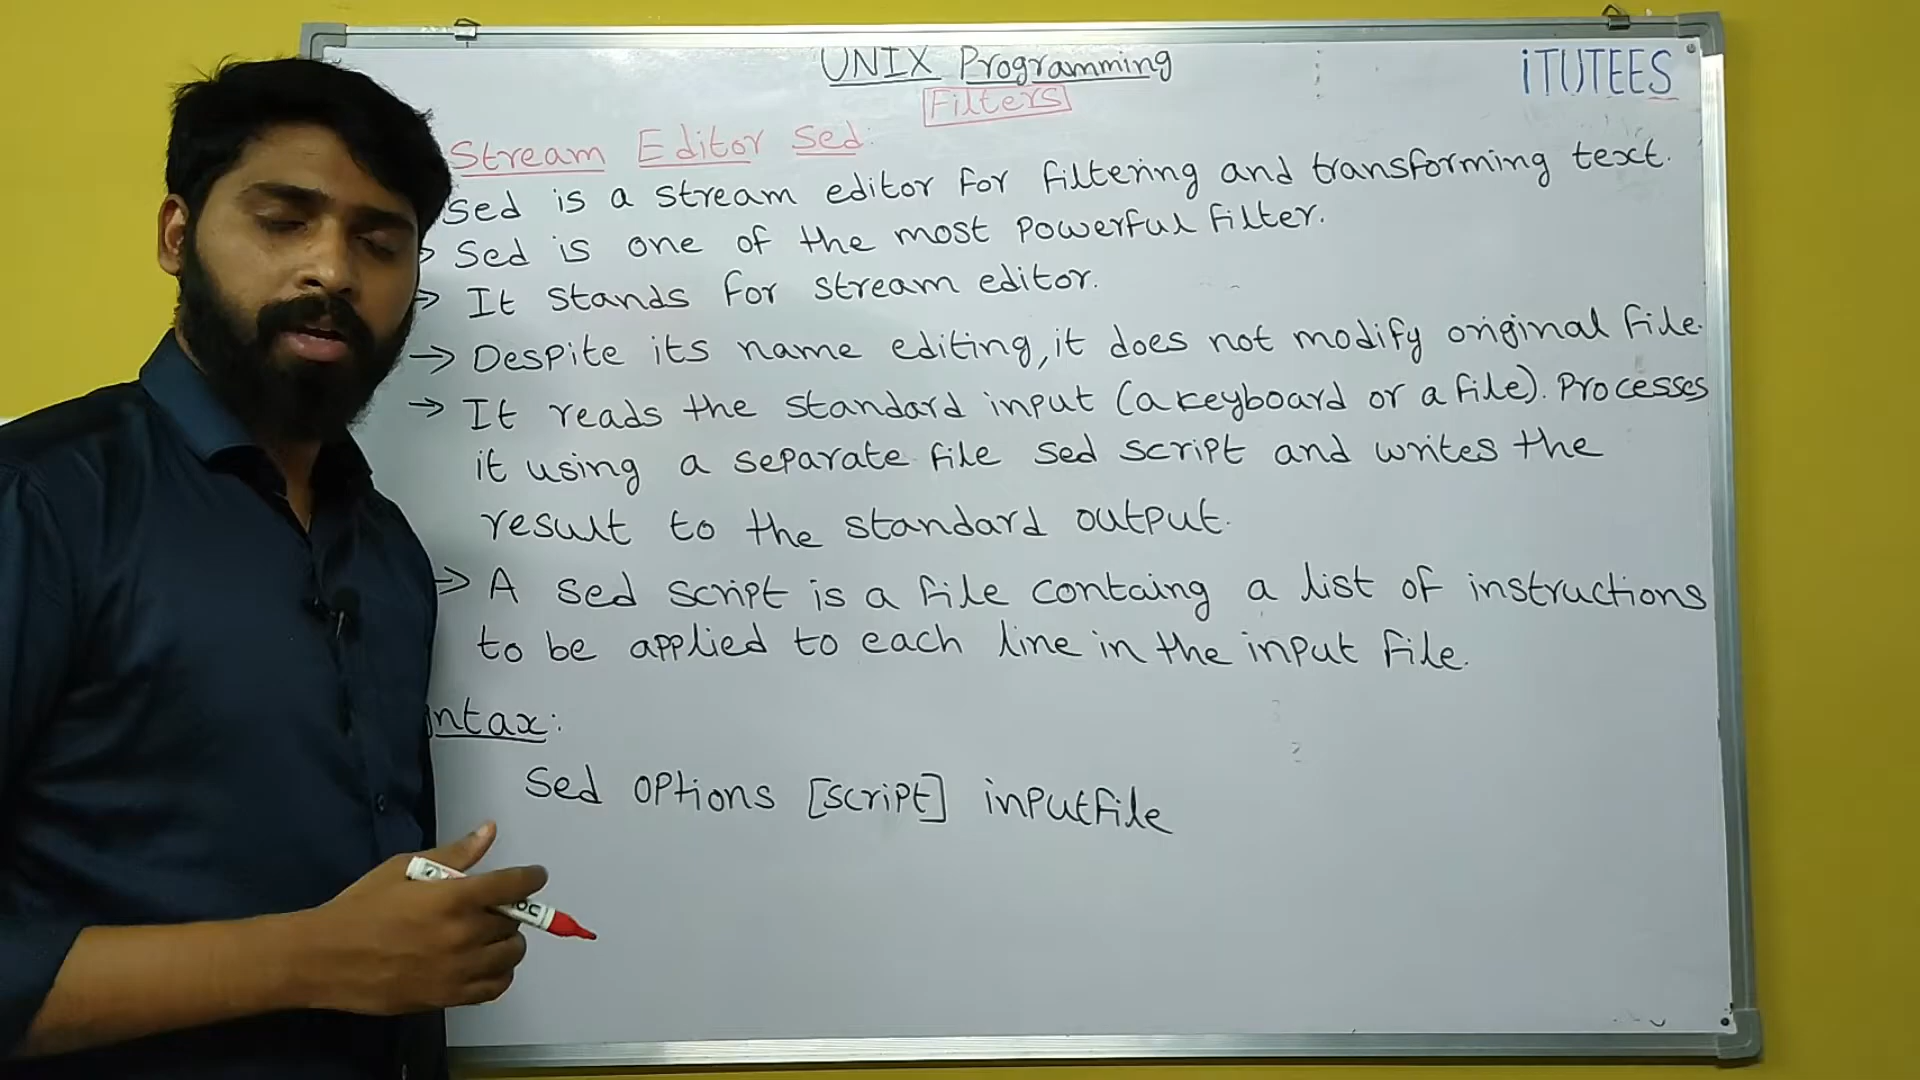 UNIX Programming
iTUTEES
Filters
Stream Editor Sed:
Sed is a stream editor for filtering and transforming text.
→ Sed is one of the most powerful filter.
→ It stands for stream editor.
→ Despite its name editing, it does not modify original file.
→ It reads the standard input (a keyboard or a file). Processes
it using a separate file sed script and writes the
result to the standard output.
→ A sed script is a file containg a list of instructions
to be applied to each line in the input file.
ntax:
Sed options [script] inputfile